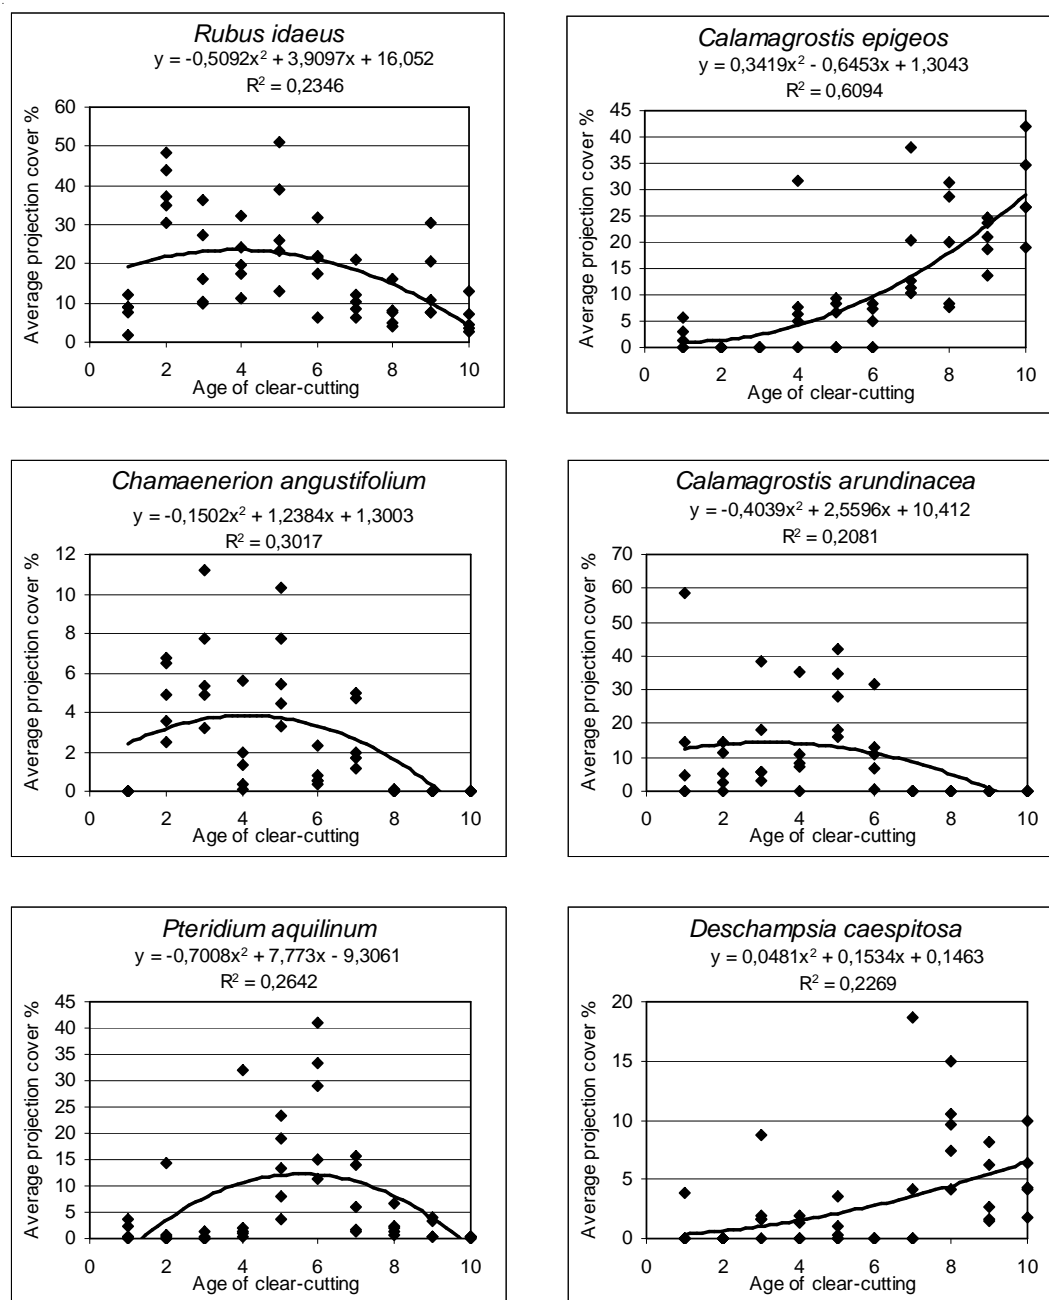 Rubus idaeus
y = -0,5092x² + 3,9097x + 16,052
R² = 0,2346
Average projection cover %
60
50
40
30
20
10
0
0 2 4 6 8 10
Age of clear-cutting
Calamagrostis epigeos
y = 0,3419x² - 0,6453x + 1,3043
R² = 0,6094
Average projection cover %
45
40
35
30
25
20
15
10
5
0
0 2 4 6 8 10
Age of clear-cutting
Chamaenerion angustifolium
y = -0,1502x² + 1,2384x + 1,3003
R² = 0,3017
Average projection cover %
12
10
8
6
4
2
0
0 2 4 6 8 10
Age of clear-cutting
Calamagrostis arundinacea
y = -0,4039x² + 2,5596x + 10,412
R² = 0,2081
Average projection cover %
70
60
50
40
30
20
10
0
0 2 4 6 8 10
Age of clear-cutting
Pteridium aquilinum
y = -0,7008x² + 7,773x - 9,3061
R² = 0,2642
Average projection cover %
45
40
35
30
25
20
15
10
5
0
0 2 4 6 8 10
Age of clear-cutting
Deschampsia caespitosa
y = 0,0481x² + 0,1534x + 0,1463
R² = 0,2269
Average projection cover %
20
15
10
5
0
0 2 4 6 8 10
Age of clear-cutting